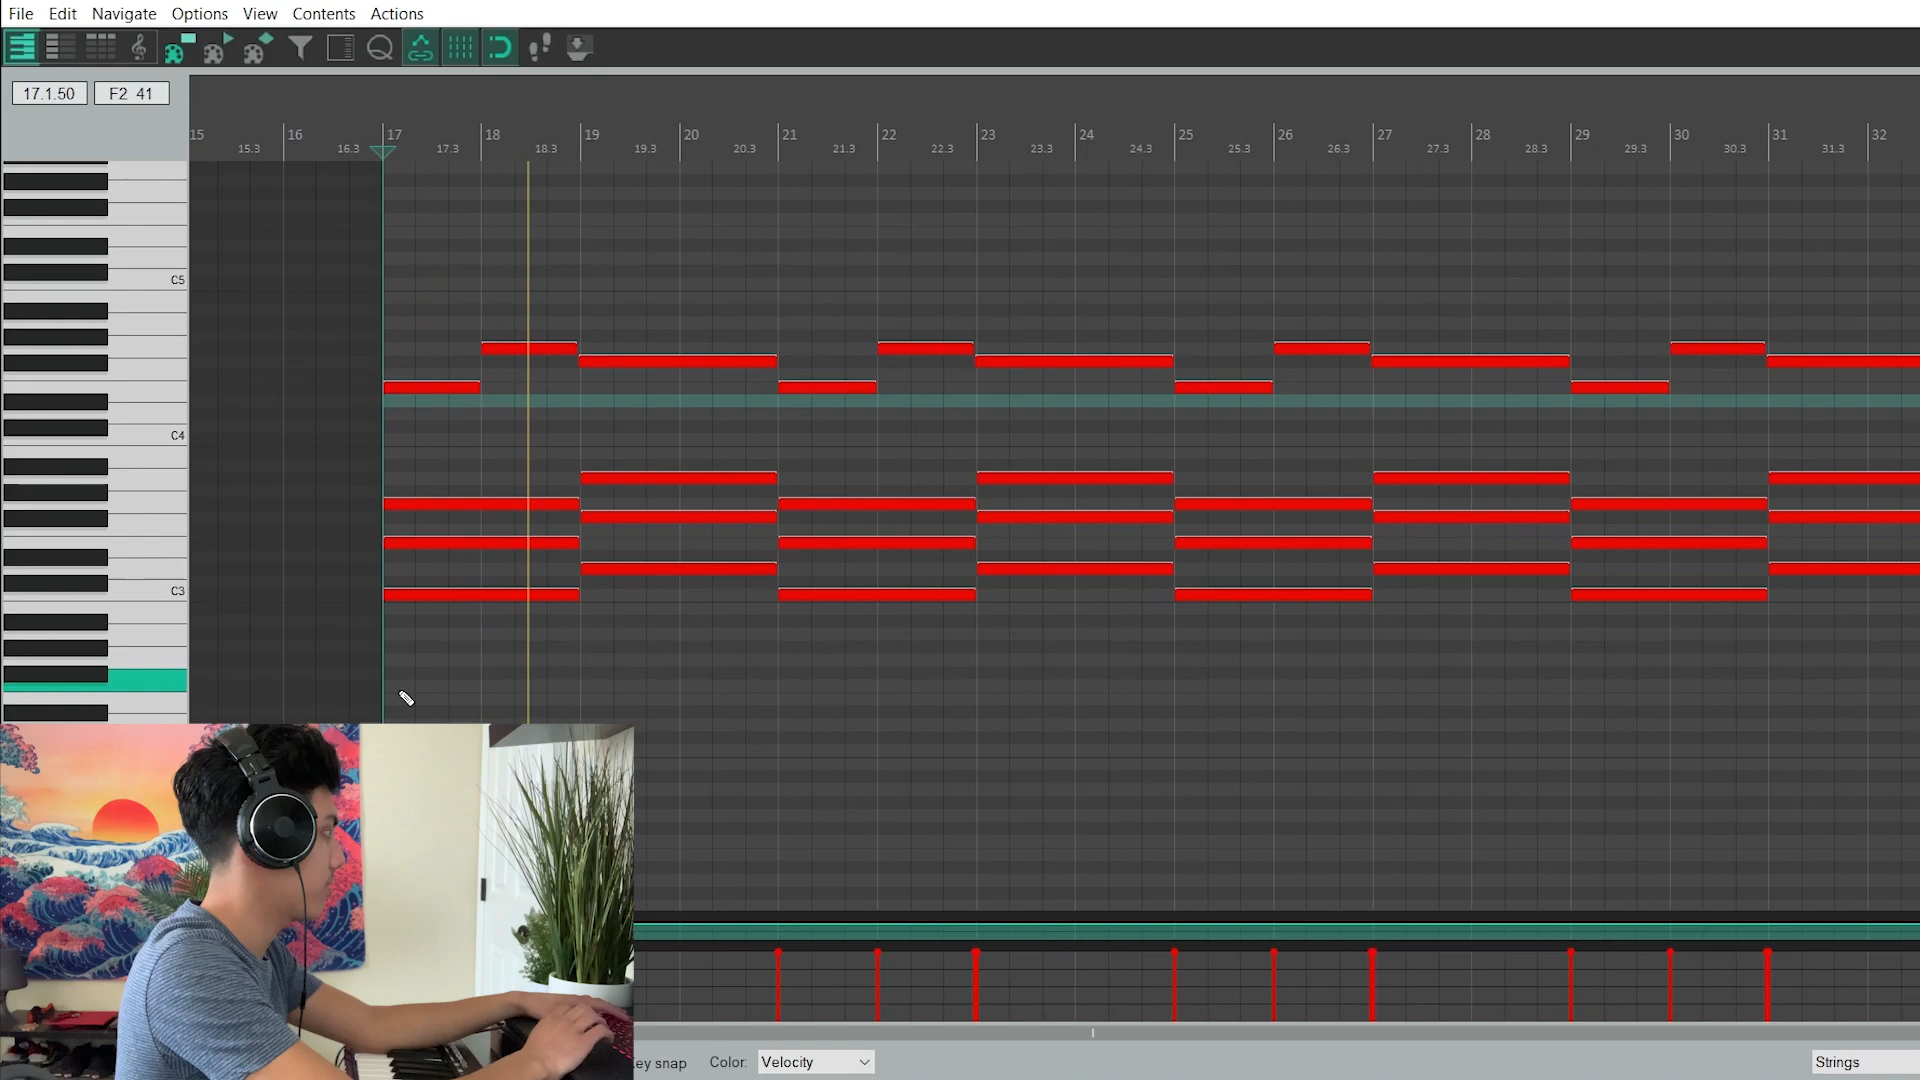 File Edit Navigate Options View Contents Actions
17.1.50 F2 41
15 16 17 18 19 20 21 22 23 24 25 26 27 28 29 30 31 32
15.3 16.3 17.3 18.3 19.3 20.3 21.3 22.3 23.3 24.3 25.3 26.3 27.3 28.3 29.3 30.3 31.3
C5
C4
C3
ey snap Color: Velocity Strings